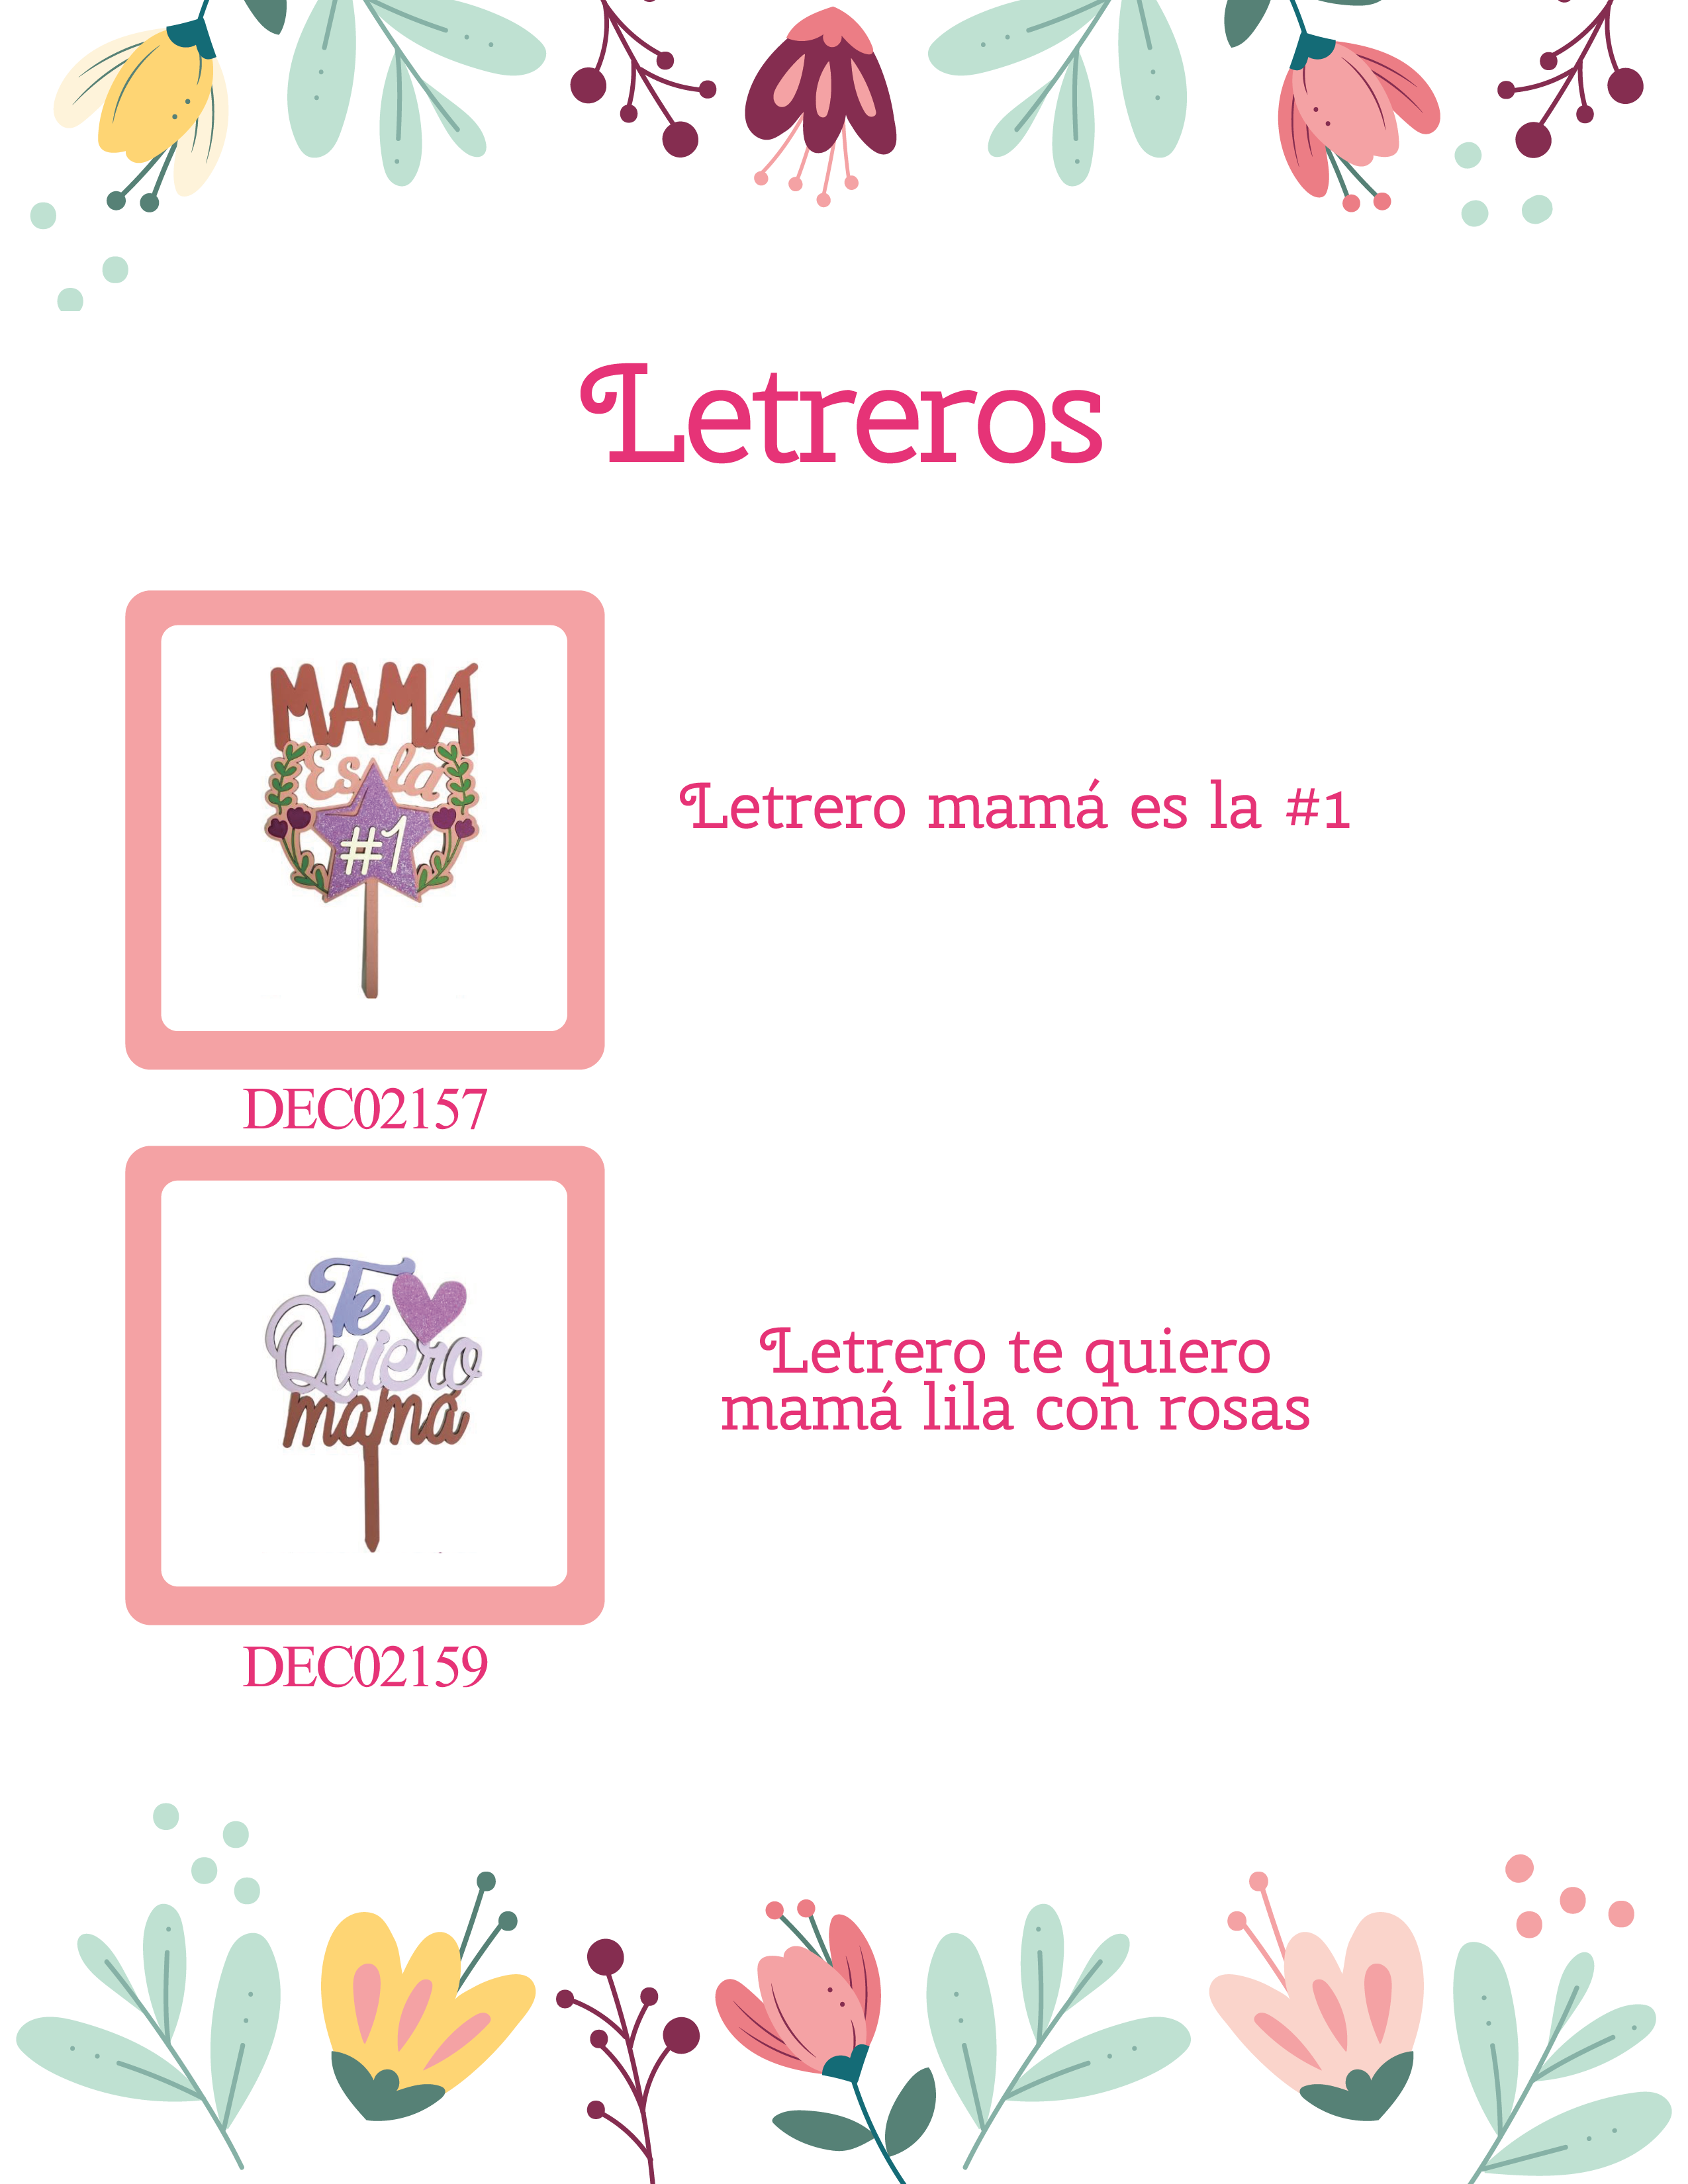 Letreros
MAMÁ
Es la
#1
Letrero mamá es la #1
DEC02157
Te
Quiero
mamá
Letrero te quiero
mamá lila con rosas
DEC02159